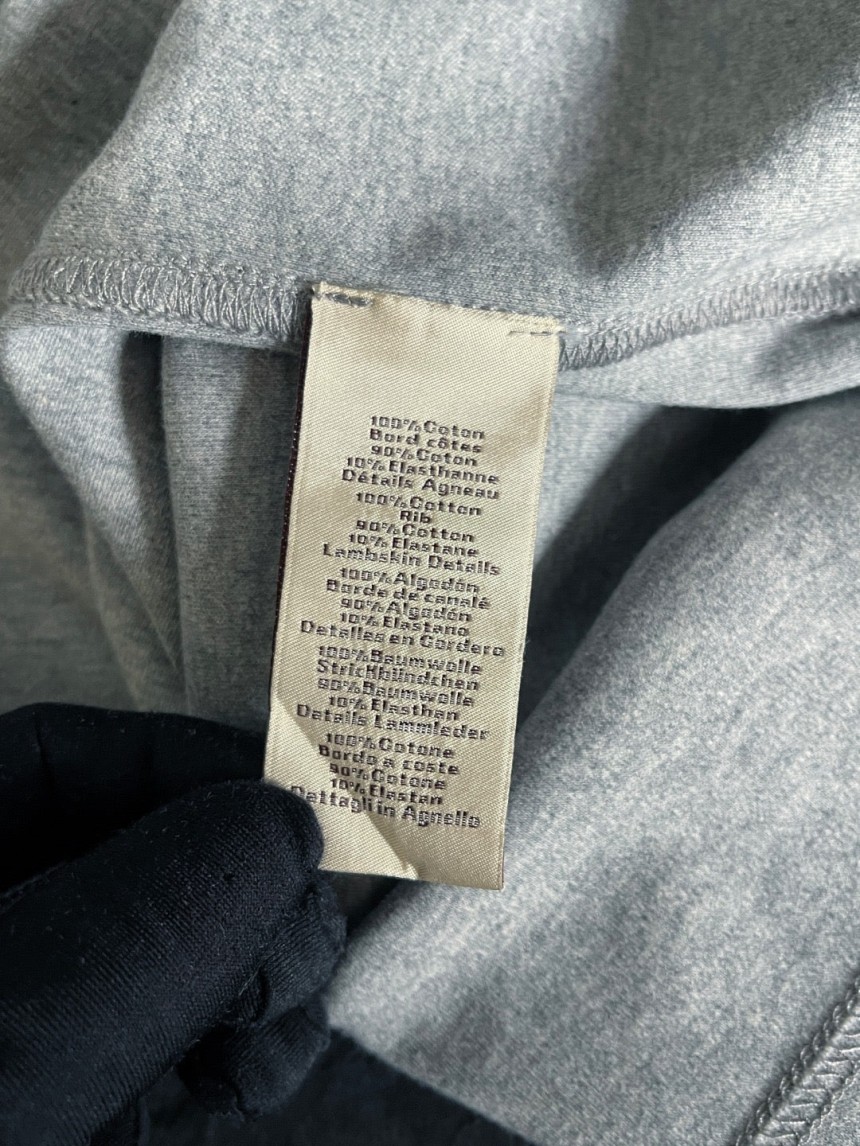 100%Coton
Bord côtes
90%Coton
10%Elasthanne
Détails Agneau
100%Cotton
Rib
90%Cotton
10%Elastane
Lambskin Details
100%Algodón
Borde de canalé
90%Algodón
10%Elastano
Detalles en Cordero
100%Baumwolle
Strickbündchen
90%Baumwolle
10%Elasthan
Details Lammleder
100%Cotone
Bordo a coste
90%Cotone
10%Elastan
Dettagli in Agnello